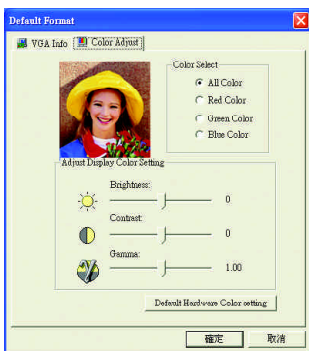 Default Format
VGA Info Color Adjust
Color Select
All Color
Red Color
Green Color
Blue Color
Adjust Display Color Setting
Brightness:
0
Contrast:
0
Gamma:
1.00
Default Hardware Color setting
確定 取消